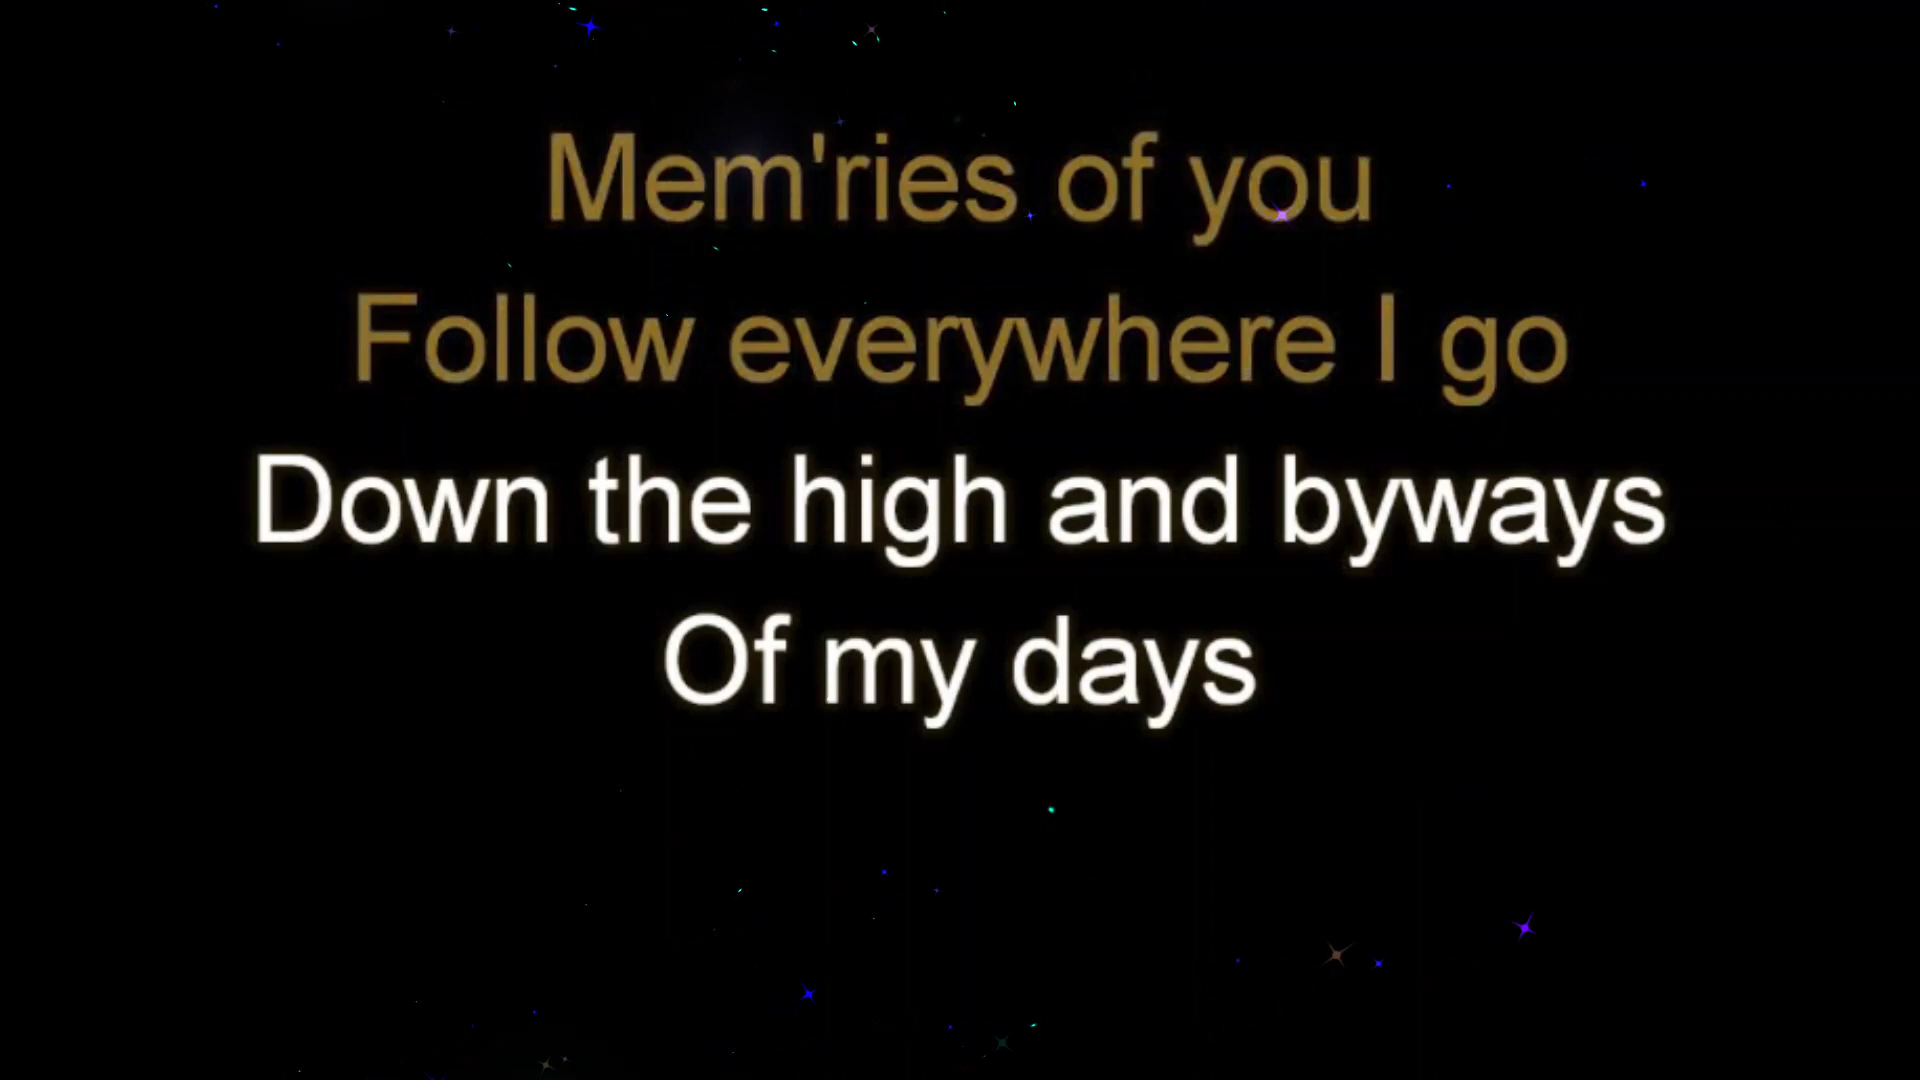 Mem'ries of you
Follow everywhere I go
Down the high and byways
Of my days